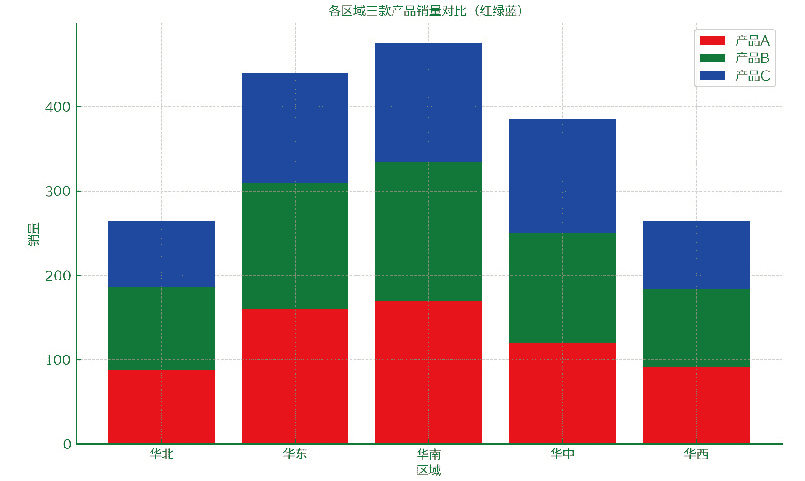 各区域三款产品销量对比（红绿蓝）
产品A
产品B
产品C
销量
400
300
200
100
0
华北 华东 华南 华中 华西
区域